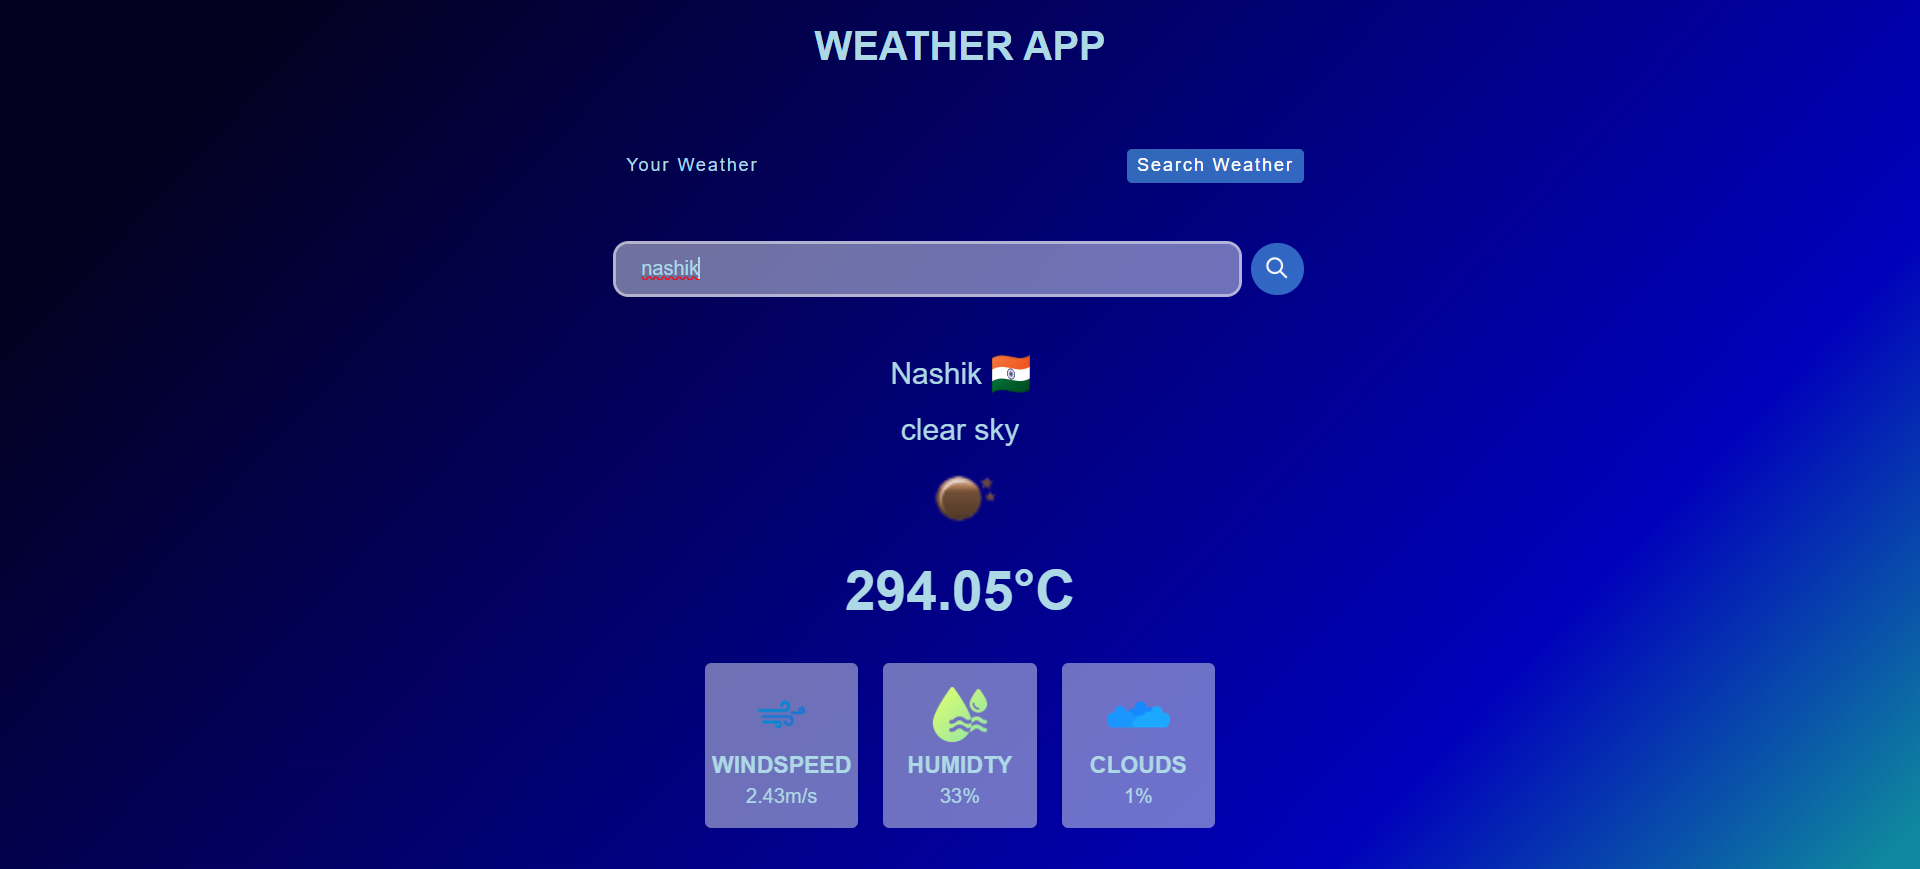 WEATHER APP
Your Weather
Search Weather
nashik
Nashik
clear sky
294.05°C
WINDSPEED
2.43m/s
HUMIDTY
33%
CLOUDS
1%